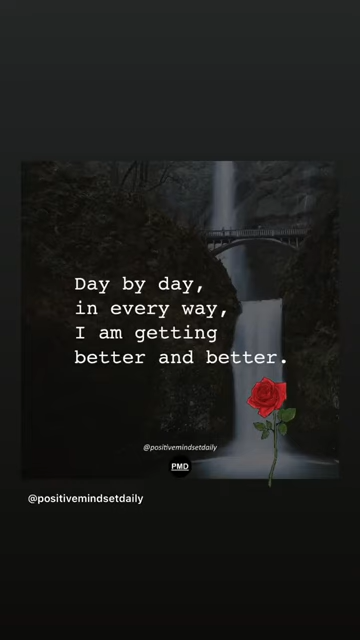 Day by day,
in every way,
I am getting
better and better.
@positivemindsetdaily
PMD
@positivemindsetdaily